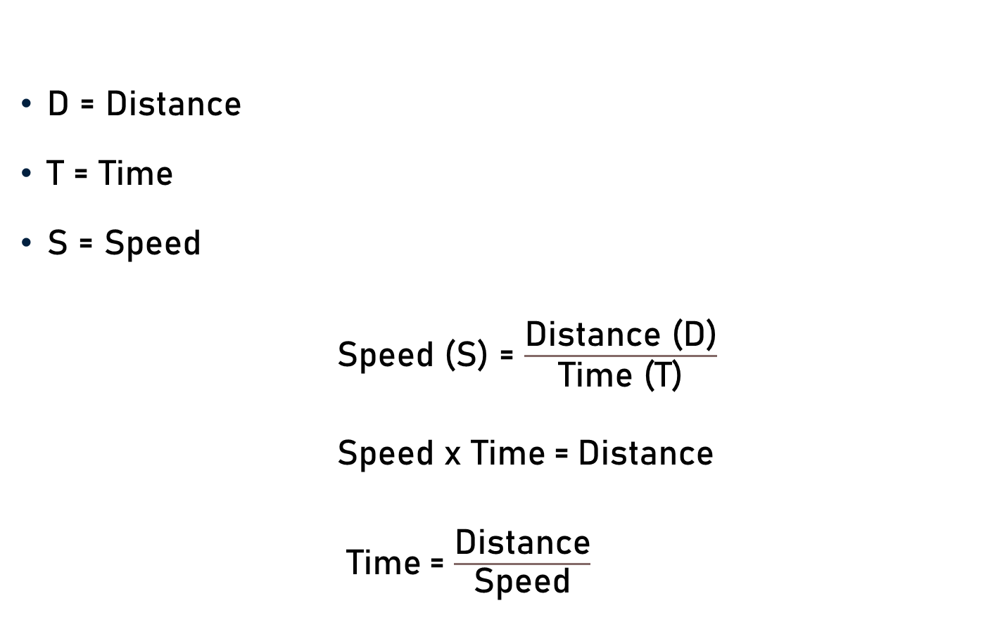 • D = Distance
• T = Time
• S = Speed
Speed (S) = Distance (D)
Time (T)
Speed x Time = Distance
Time = Distance
Speed